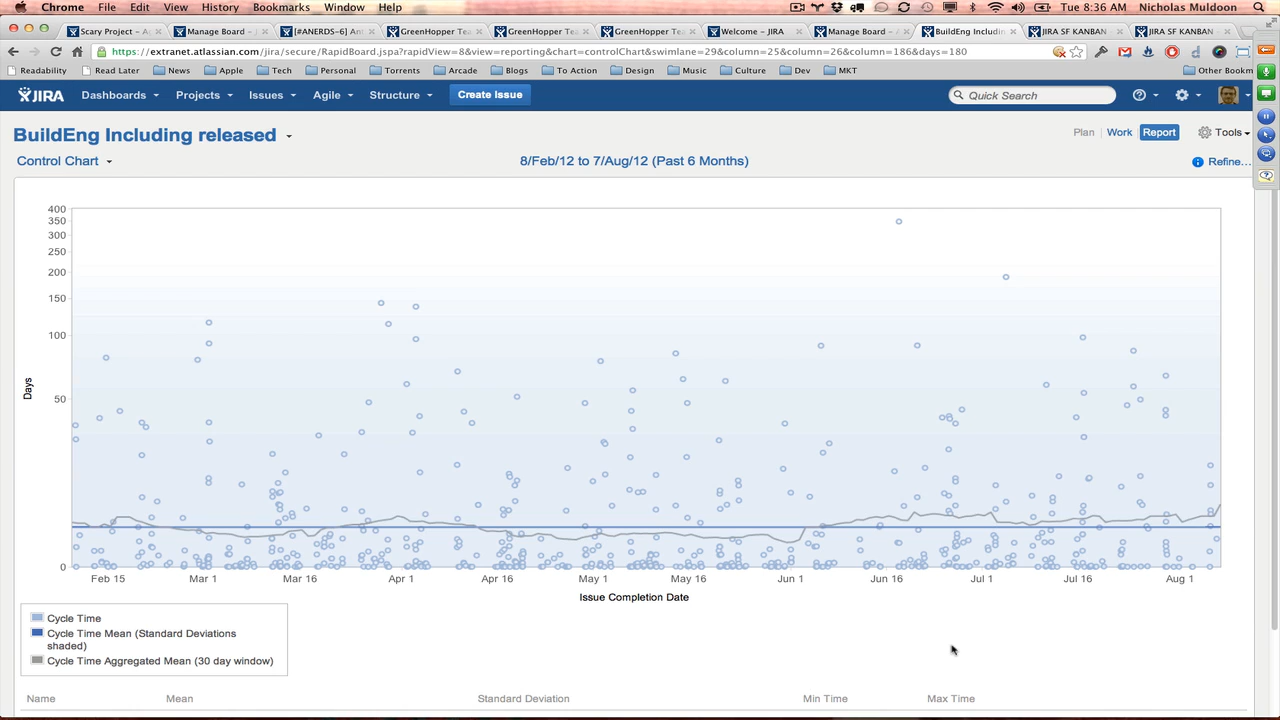 Chrome File Edit View History Bookmarks Window Help Tue 8:36 AM Nicholas Muldoon
Scary Project – A Manage Board – J [#ANERDS-6] Ant GreenHopper Tea GreenHopper Tea GreenHopper Tea Welcome – JIRA Manage Board – BuildEng Includin JIRA SF KANBAN JIRA SF KANBAN
https://extranet.atlassian.com/jira/secure/RapidBoard.jspa?rapidView=8&view=reporting&chart=controlChart&swimlane=29&column=25&column=26&column=186&days=180
Readability Read Later News Apple Tech Personal Torrents Arcade Blogs To Action Design Music Culture Dev MKT Other Bookm
JIRA Dashboards Projects Issues Agile Structure Create Issue Quick Search
BuildEng Including released Plan Work Report Tools
Control Chart 8/Feb/12 to 7/Aug/12 (Past 6 Months) Refine...
400
350
300
250
200
150
100
50
0
Days
Feb 15 Mar 1 Mar 16 Apr 1 Apr 16 May 1 May 16 Jun 1 Jun 16 Jul 1 Jul 16 Aug 1
Issue Completion Date
Cycle Time
Cycle Time Mean (Standard Deviations
shaded)
Cycle Time Aggregated Mean (30 day window)
Name Mean Standard Deviation Min Time Max Time